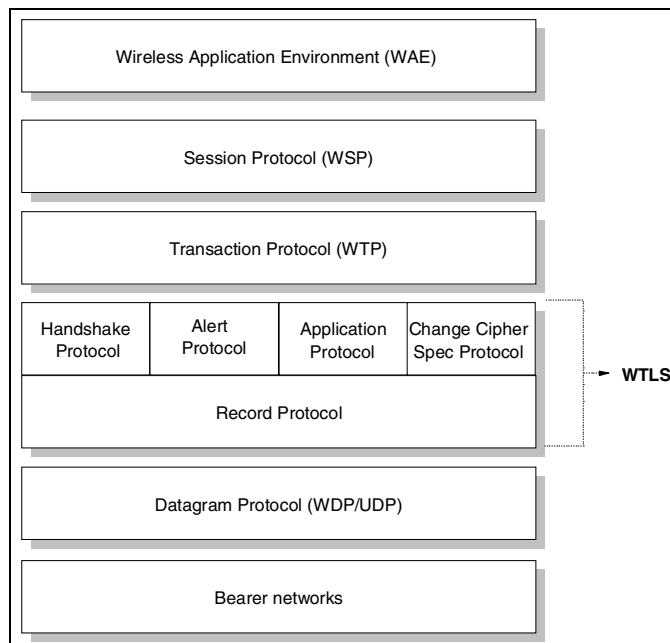 Wireless Application Environment (WAE)
Session Protocol (WSP)
Transaction Protocol (WTP)
Handshake
Protocol
Alert
Protocol
Application
Protocol
Change Cipher
Spec Protocol
WTLS
Record Protocol
Datagram Protocol (WDP/UDP)
Bearer networks